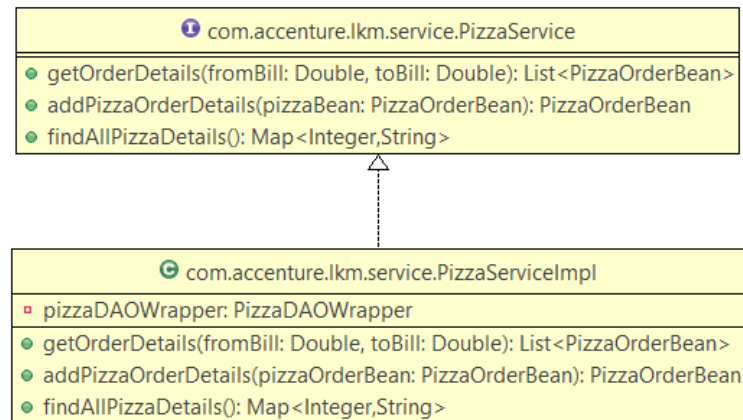 I com.accenture.lkm.service.PizzaService
getOrderDetails(fromBill: Double, toBill: Double): List<PizzaOrderBean>
addPizzaOrderDetails(pizzaBean: PizzaOrderBean): PizzaOrderBean
findAllPizzaDetails(): Map<Integer,String>
C com.accenture.lkm.service.PizzaServiceImpl
pizzaDAOWrapper: PizzaDAOWrapper
getOrderDetails(fromBill: Double, toBill: Double): List<PizzaOrderBean>
addPizzaOrderDetails(pizzaOrderBean: PizzaOrderBean): PizzaOrderBean
findAllPizzaDetails(): Map<Integer,String>